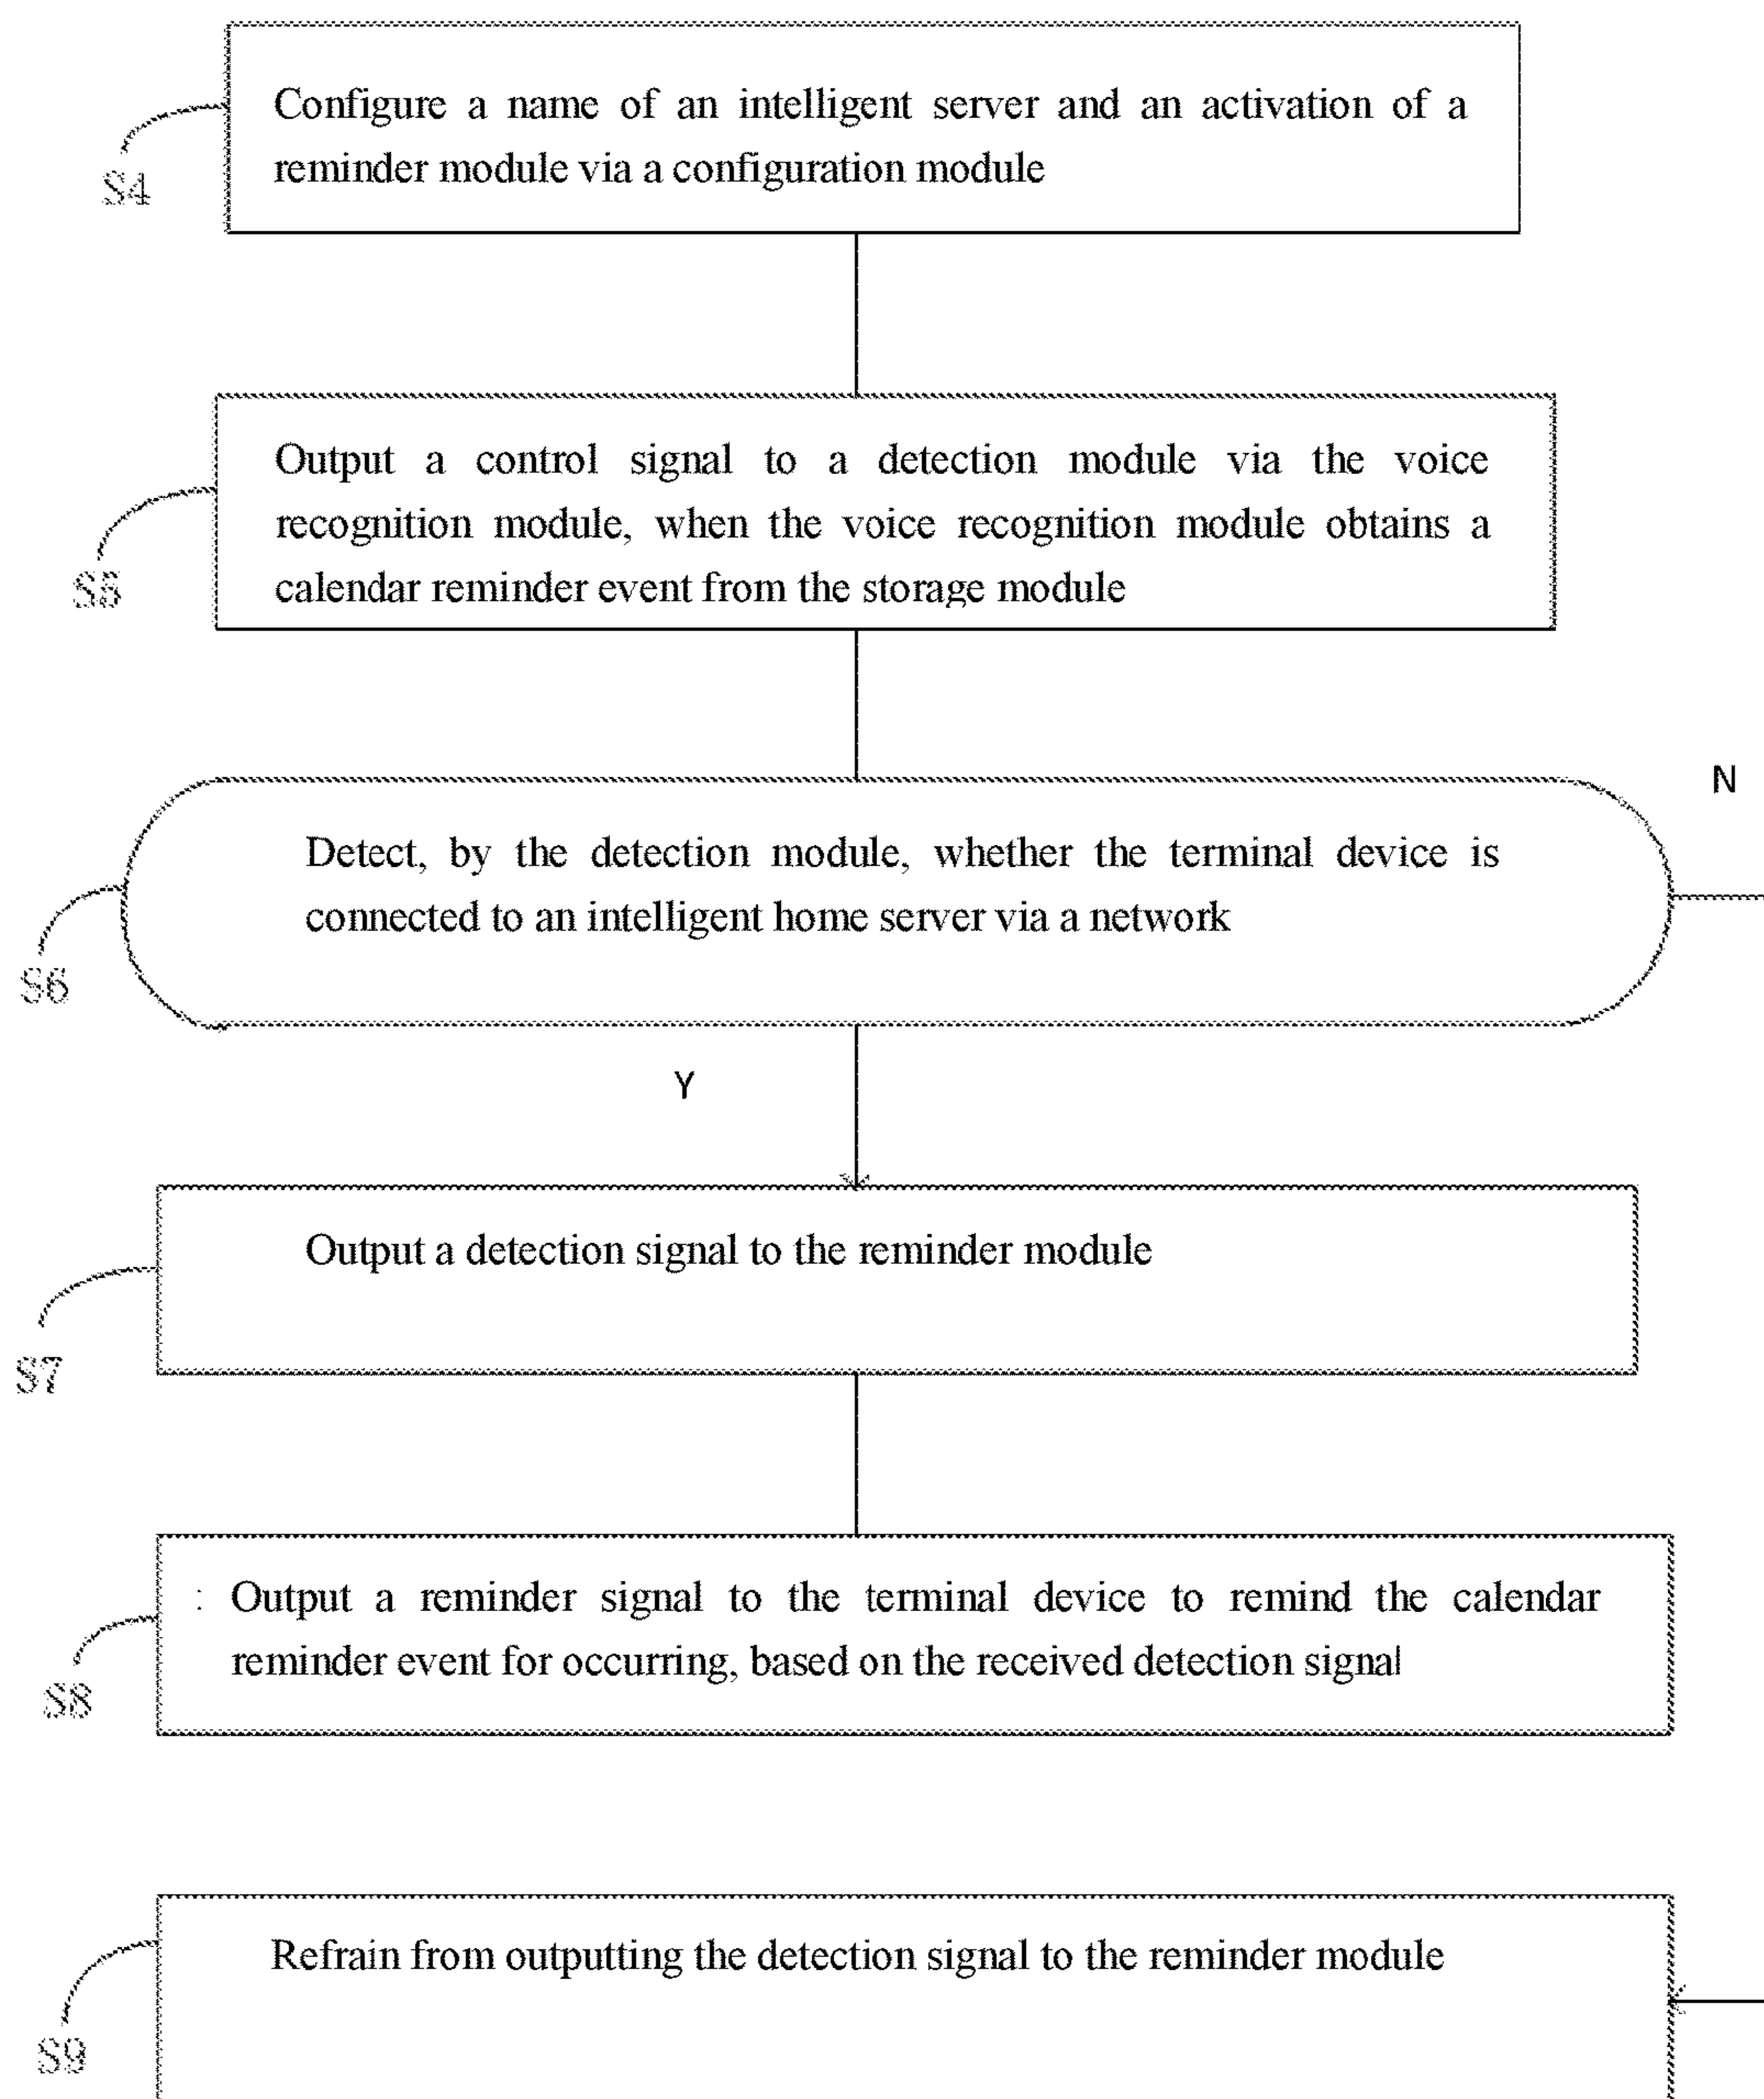 Configure a name of an intelligent server and an activation of a
reminder module via a configuration module
S4
Output a control signal to a detection module via the voice
recognition module, when the voice recognition module obtains a
calendar reminder event from the storage module
S5
N
Detect, by the detection module, whether the terminal device is
connected to an intelligent home server via a network
S6
Y
Output a detection signal to the reminder module
S7
: Output a reminder signal to the terminal device to remind the calendar
reminder event for occurring, based on the received detection signal
S8
Refrain from outputting the detection signal to the reminder module
S9